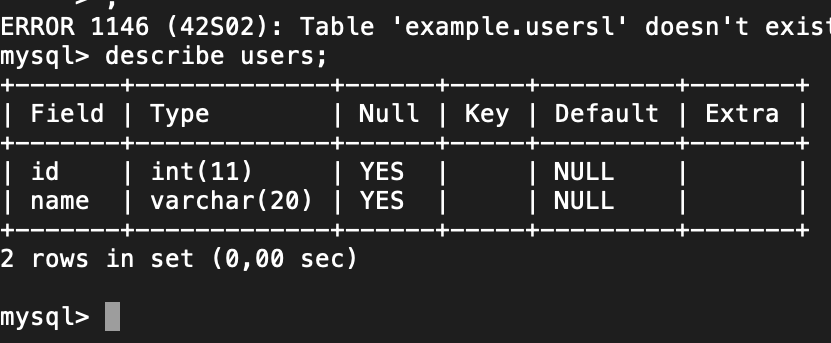 > ;
ERROR 1146 (42S02): Table 'example.usersl' doesn't exist
mysql> describe users;
+-------+-------------+------+-----+---------+-------+
| Field | Type        | Null | Key | Default | Extra |
+-------+-------------+------+-----+---------+-------+
| id    | int(11)     | YES  |     | NULL    |       |
| name  | varchar(20) | YES  |     | NULL    |       |
+-------+-------------+------+-----+---------+-------+
2 rows in set (0,00 sec)
mysql>